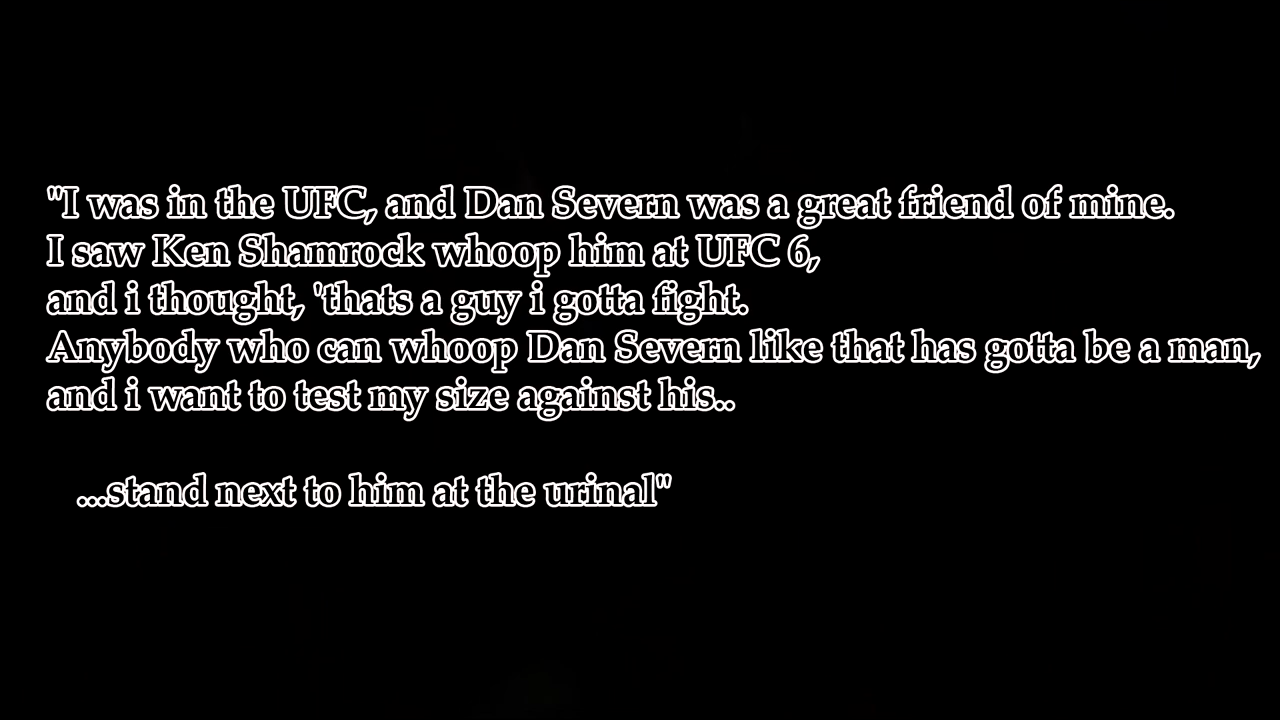 "I was in the UFC, and Dan Severn was a great friend of mine.
I saw Ken Shamrock whoop him at UFC 6,
and i thought, 'thats a guy i gotta fight.
Anybody who can whoop Dan Severn like that has gotta be a man,
and i want to test my size against his..
...stand next to him at the urinal"